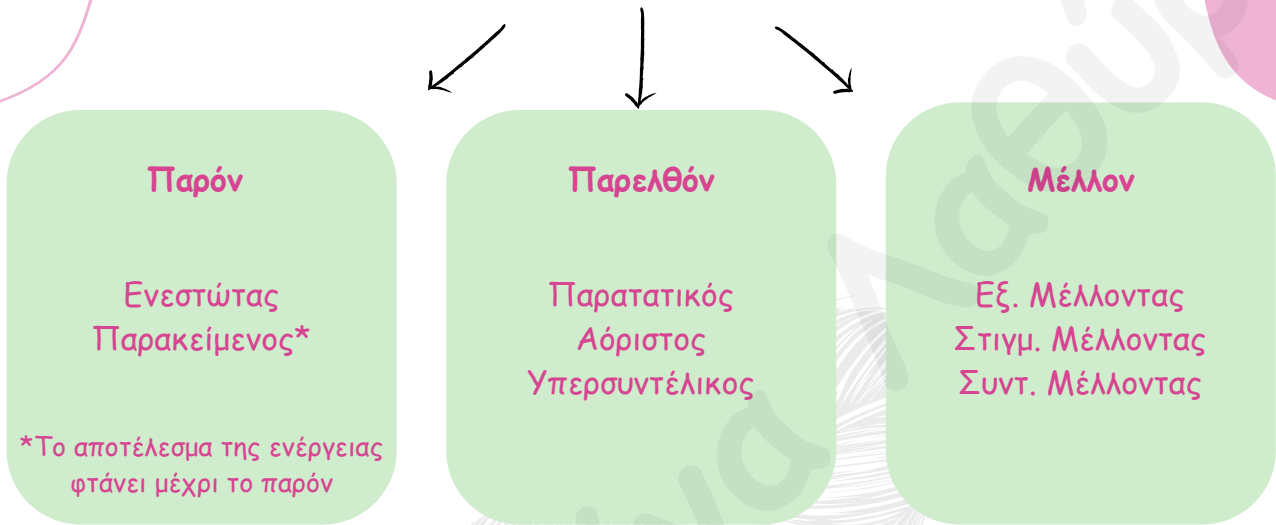 Παρόν
Ενεστώτας
Παρακείμενος*
*Το αποτέλεσμα της ενέργειας
φτάνει μέχρι το παρόν
Παρελθόν
Παρατατικός
Αόριστος
Υπερσυντέλικος
Μέλλον
Εξ. Μέλλοντας
Στιγμ. Μέλλοντας
Συντ. Μέλλοντας